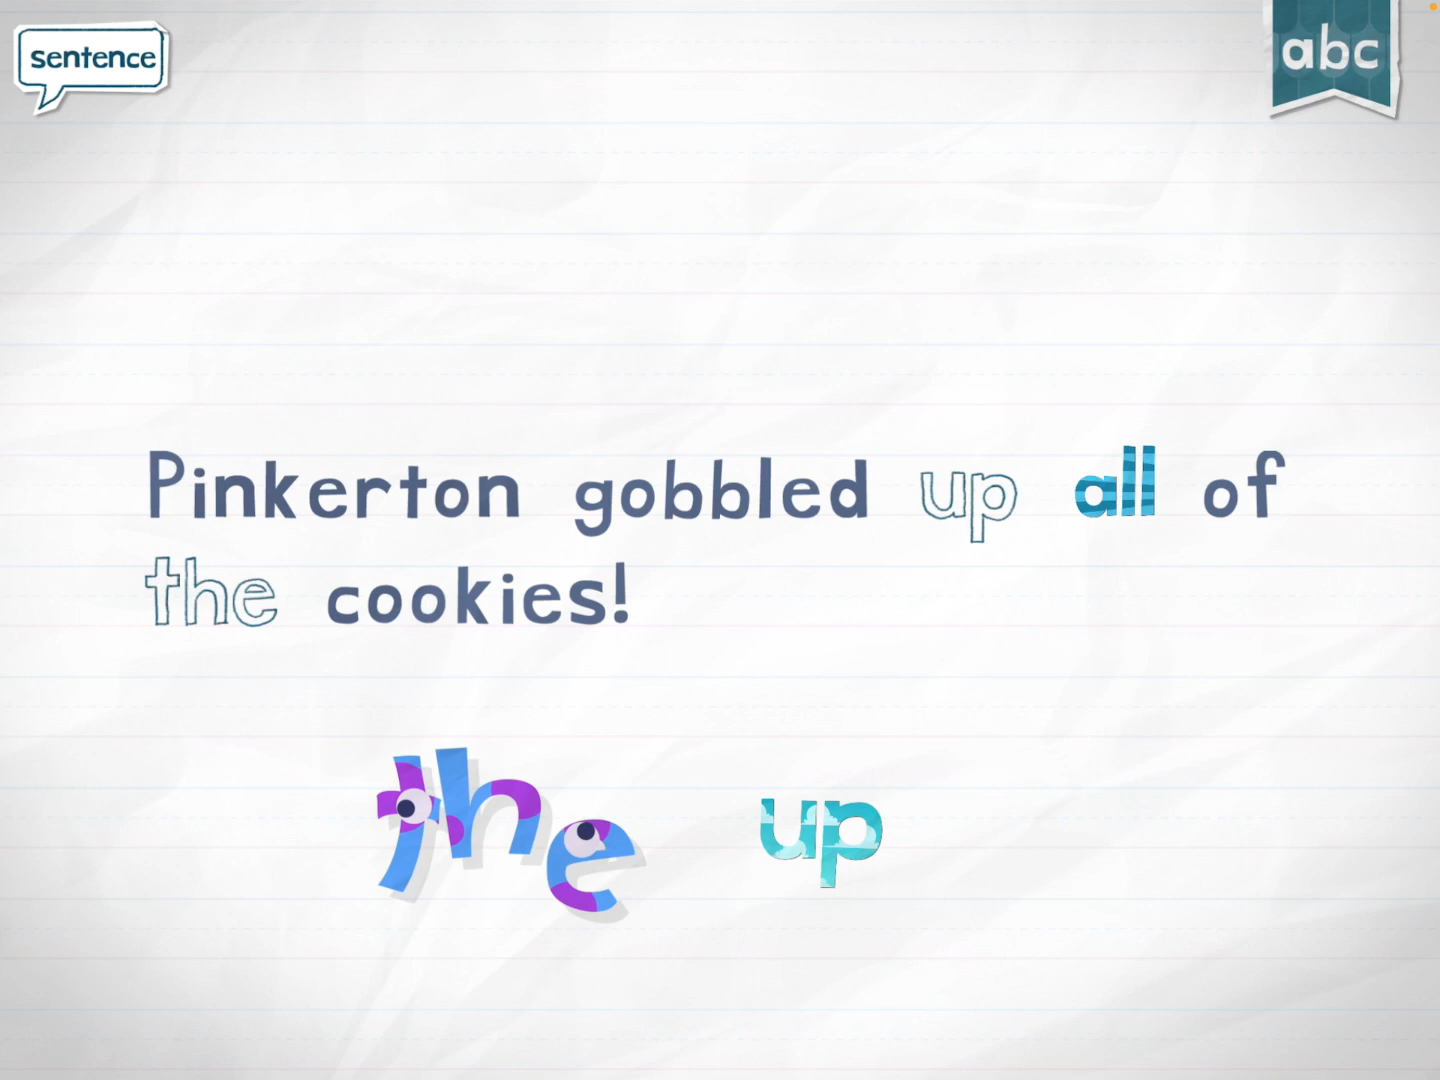 sentence
abc
Pinkerton gobbled up all of
the cookies!
the up